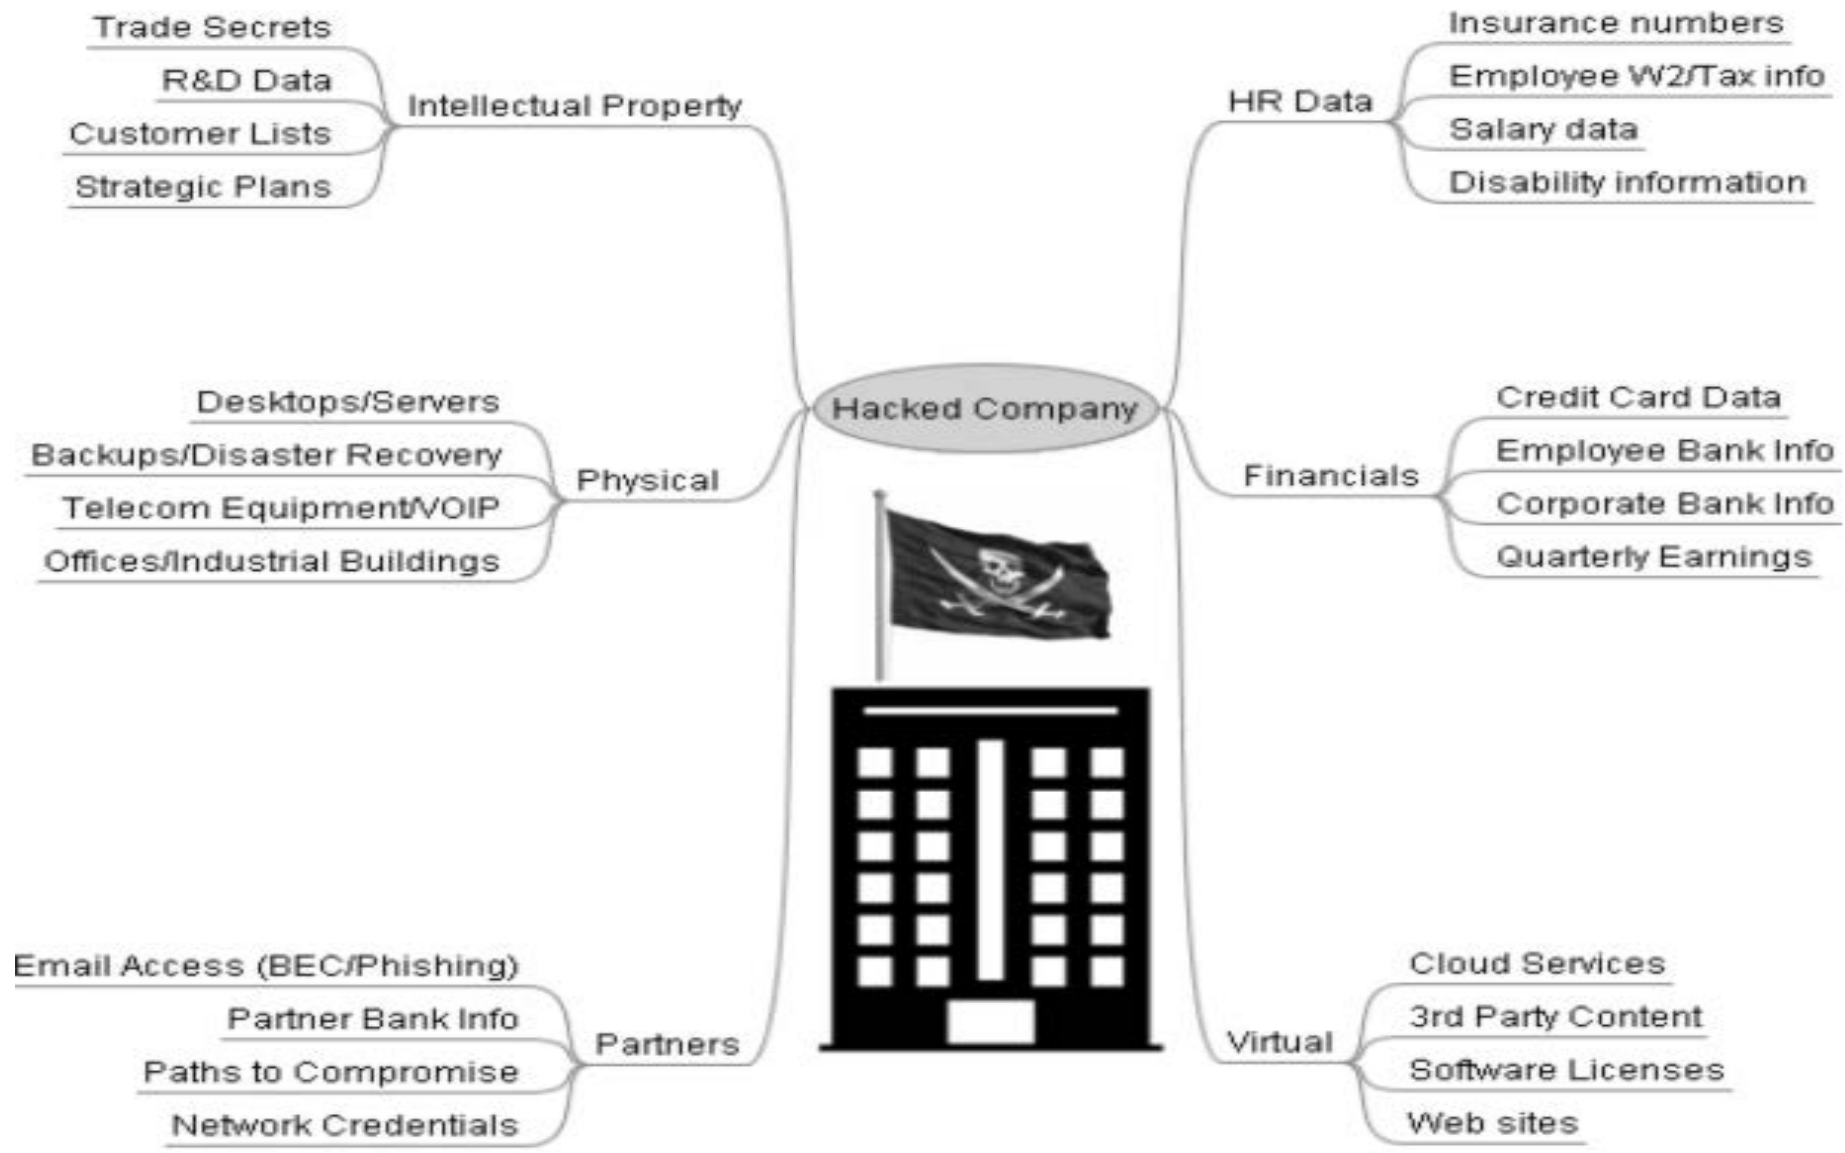 Trade Secrets
R&D Data
Customer Lists
Strategic Plans
Intellectual Property
Insurance numbers
Employee W2/Tax info
Salary data
Disability information
HR Data
Hacked Company
Desktops/Servers
Backups/Disaster Recovery
Telecom Equipment/VOIP
Offices/Industrial Buildings
Physical
Credit Card Data
Employee Bank Info
Corporate Bank Info
Quarterly Earnings
Financials
Email Access (BEC/Phishing)
Partner Bank Info
Paths to Compromise
Network Credentials
Partners
Cloud Services
3rd Party Content
Software Licenses
Web sites
Virtual